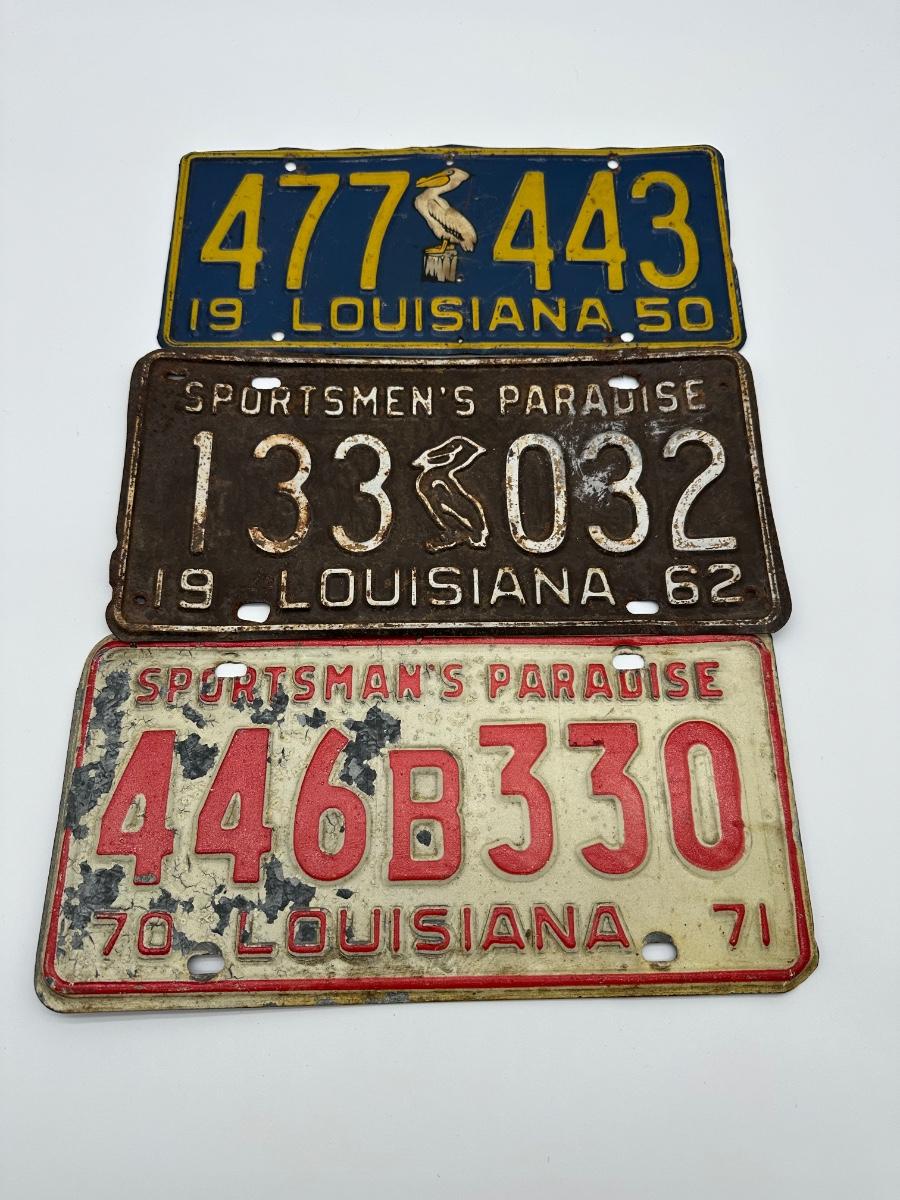 477 443
19 LOUISIANA 50
SPORTSMEN'S PARADISE
133 032
19 LOUISIANA 62
SPORTSMAN'S PARADISE
446B330
70 LOUISIANA 71